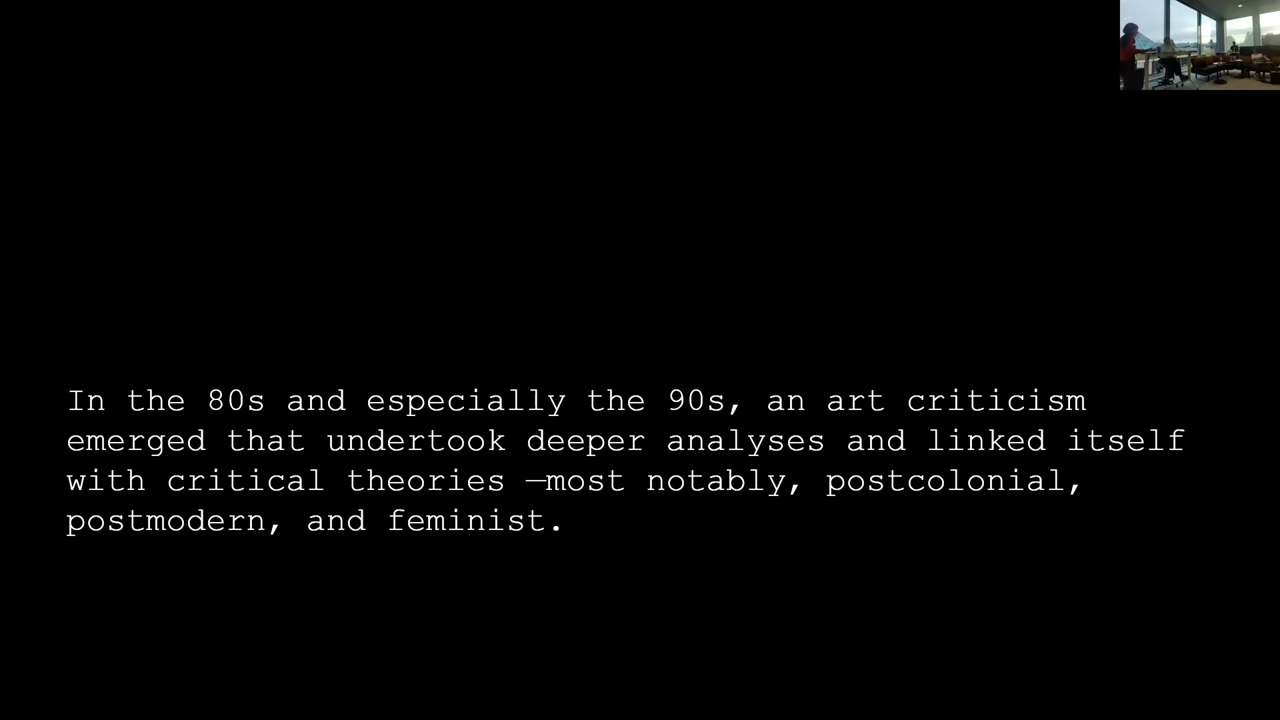 In the 80s and especially the 90s, an art criticism
emerged that undertook deeper analyses and linked itself
with critical theories —most notably, postcolonial,
postmodern, and feminist.